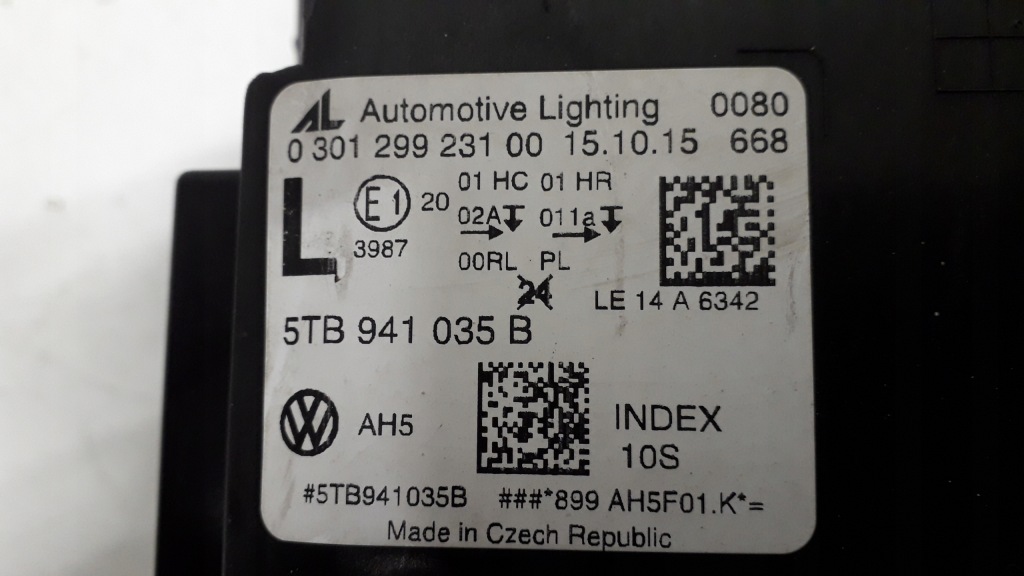 AL Automotive Lighting 0080
0 301 299 231 00 15.10.15 668
L E1 20 01 HC 01 HR
02A 011a
3987
00RL PL
24
LE 14 A 6342
5TB 941 035 B
VW AH5
INDEX
10S
#5TB941035B ###*899 AH5F01.K*=
Made in Czech Republic